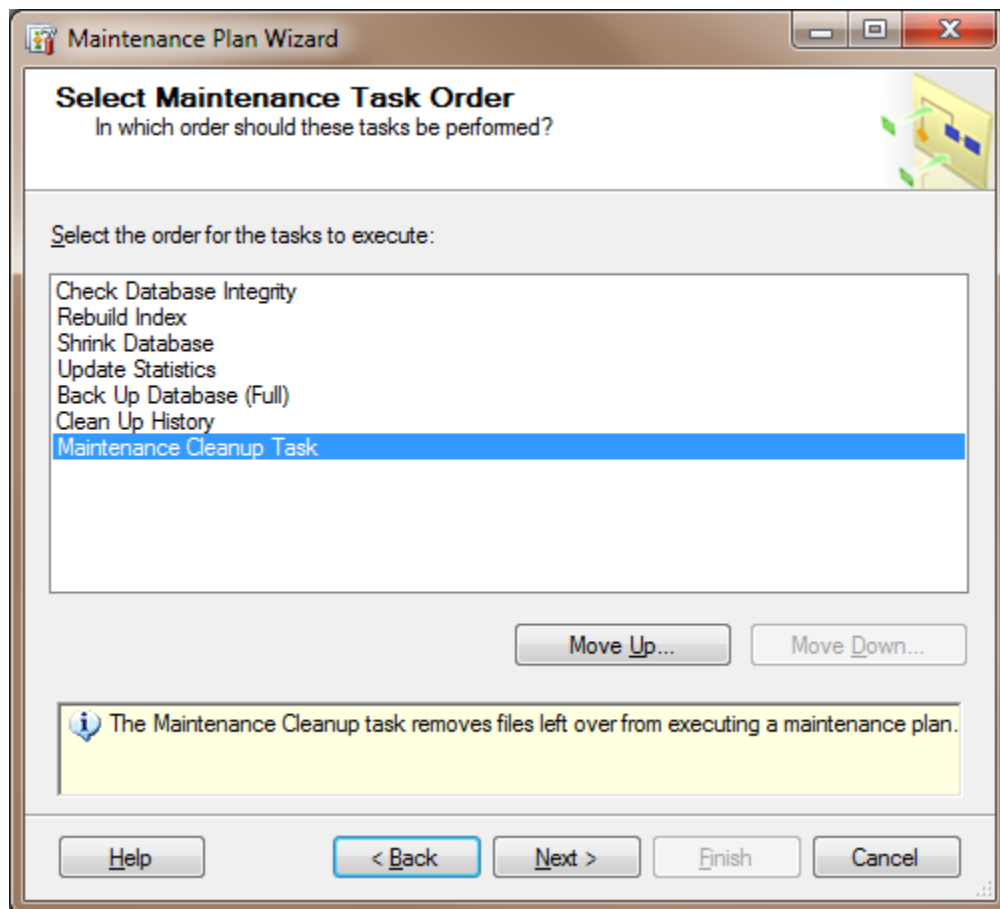 Maintenance Plan Wizard
Select Maintenance Task Order
In which order should these tasks be performed?
Select the order for the tasks to execute:
Check Database Integrity
Rebuild Index
Shrink Database
Update Statistics
Back Up Database (Full)
Clean Up History
Maintenance Cleanup Task
Move Up... Move Down...
The Maintenance Cleanup task removes files left over from executing a maintenance plan.
Help < Back Next > Finish Cancel